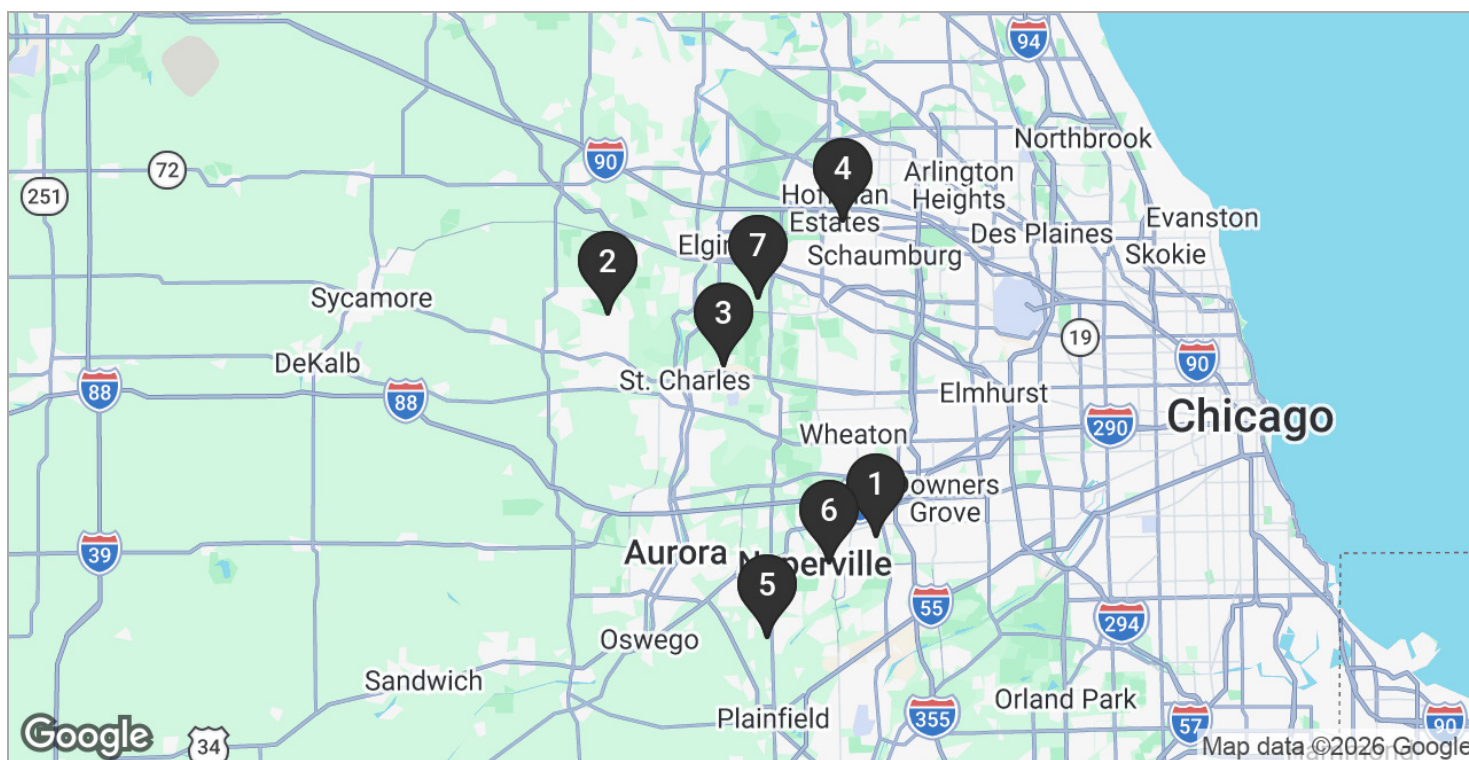 94
Northbrook
90
72
4
251
Arlington
Heights
Hoffman
Estates
Evanston
7
Elgin
Des Plaines
Skokie
2
Schaumburg
Sycamore
3
19
DeKalb
90
St. Charles
88
88
Elmhurst
Chicago
290
Wheaton
1
Downers
Grove
6
39
Aurora
Naperville
5
55
294
Oswego
Sandwich
Orland Park
Plainfield
355
57
90
Google
34
Map data ©2026 Google
Hammond